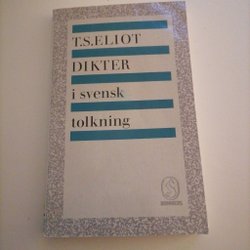 T.S.ELIOT
DIKTER
i svensk
tolkning